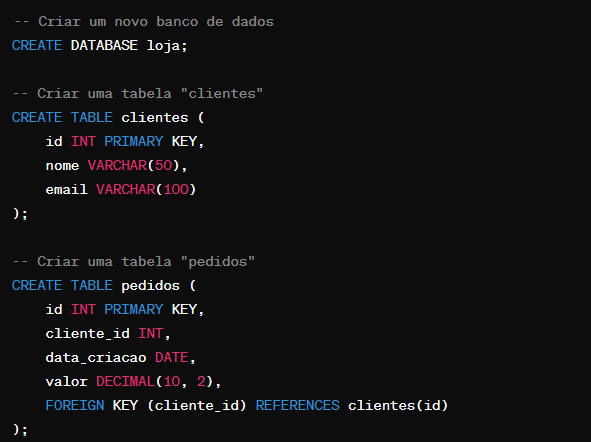 -- Criar um novo banco de dados
CREATE DATABASE loja;
-- Criar uma tabela "clientes"
CREATE TABLE clientes (
    id INT PRIMARY KEY,
    nome VARCHAR(50),
    email VARCHAR(100)
);
-- Criar uma tabela "pedidos"
CREATE TABLE pedidos (
    id INT PRIMARY KEY,
    cliente_id INT,
    data_criacao DATE,
    valor DECIMAL(10, 2),
    FOREIGN KEY (cliente_id) REFERENCES clientes(id)
);